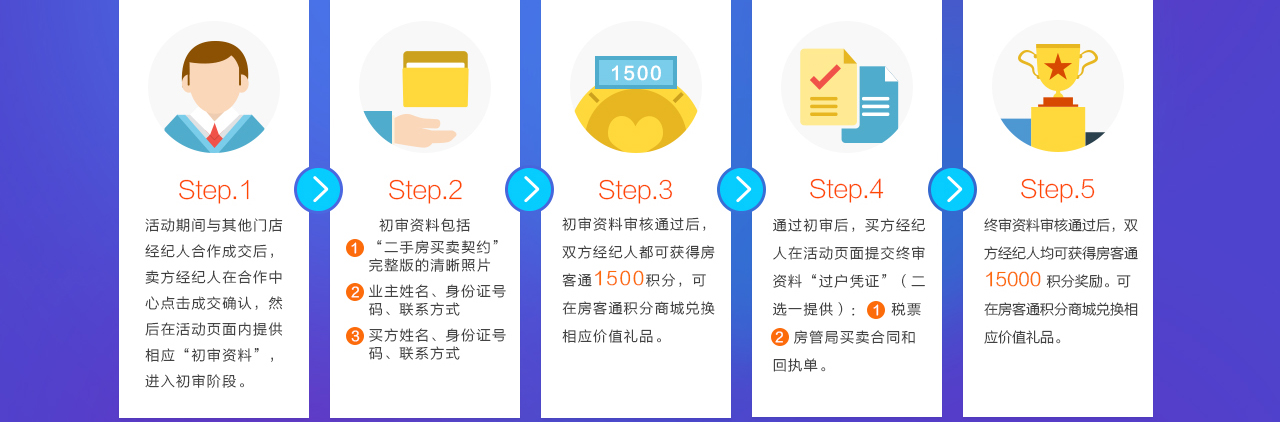 Step.1
活动期间与其他门店
经纪人合作成交后，
卖方经纪人在合作中
心点击成交确认，然
后在活动页面内提供
相应“初审资料”，
进入初审阶段。
Step.2
初审资料包括
1 “二手房买卖契约”
完整版的清晰照片
2 业主姓名、身份证号
码、联系方式
3 买方姓名、身份证号
码、联系方式
1500
Step.3
初审资料审核通过后，
双方经纪人都可获得房
客通1500积分，可
在房客通积分商城兑换
相应价值礼品。
Step.4
通过初审后，买方经纪
人在活动页面提交终审
资料“过户凭证”（二
选一提供）：1 税票
2 房管局买卖合同和
回执单。
Step.5
终审资料审核通过后，双
方经纪人均可获得房客通
15000 积分奖励。可
在房客通积分商城兑换相
应价值礼品。